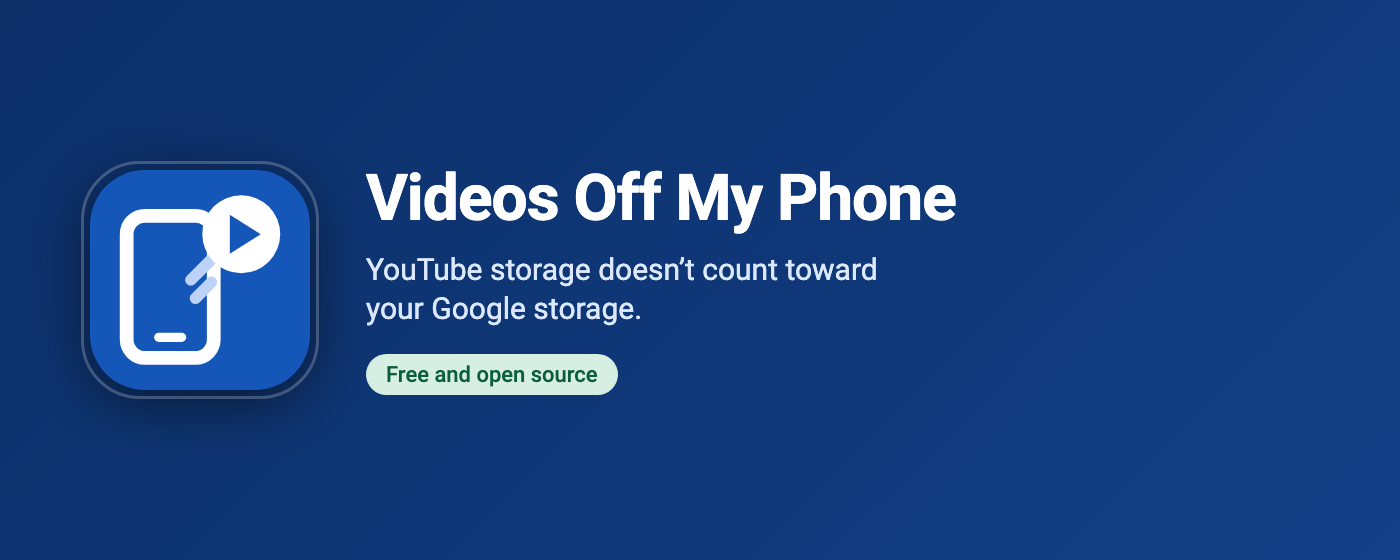 Videos Off My Phone
YouTube storage doesn’t count toward
your Google storage.
Free and open source